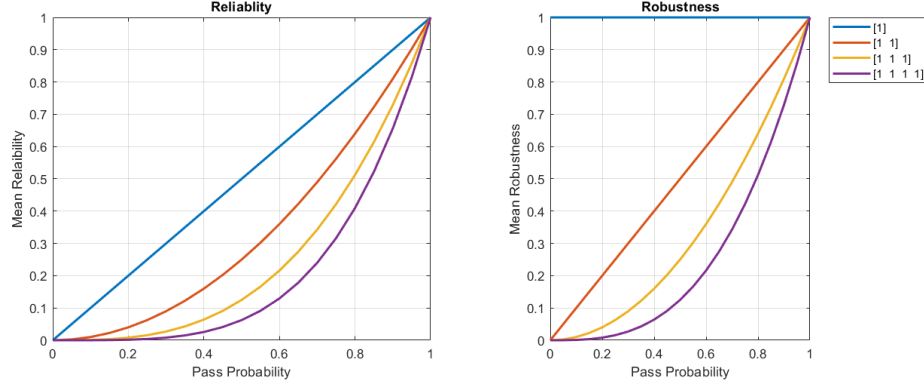 Reliablity
Mean Relaibility
1
0.9
0.8
0.7
0.6
0.5
0.4
0.3
0.2
0.1
0
0 0.2 0.4 0.6 0.8 1
Pass Probability
Robustness
Mean Robustness
1
0.9
0.8
0.7
0.6
0.5
0.4
0.3
0.2
0.1
0
0 0.2 0.4 0.6 0.8 1
Pass Probability
[1]
[1 1]
[1 1 1]
[1 1 1 1]